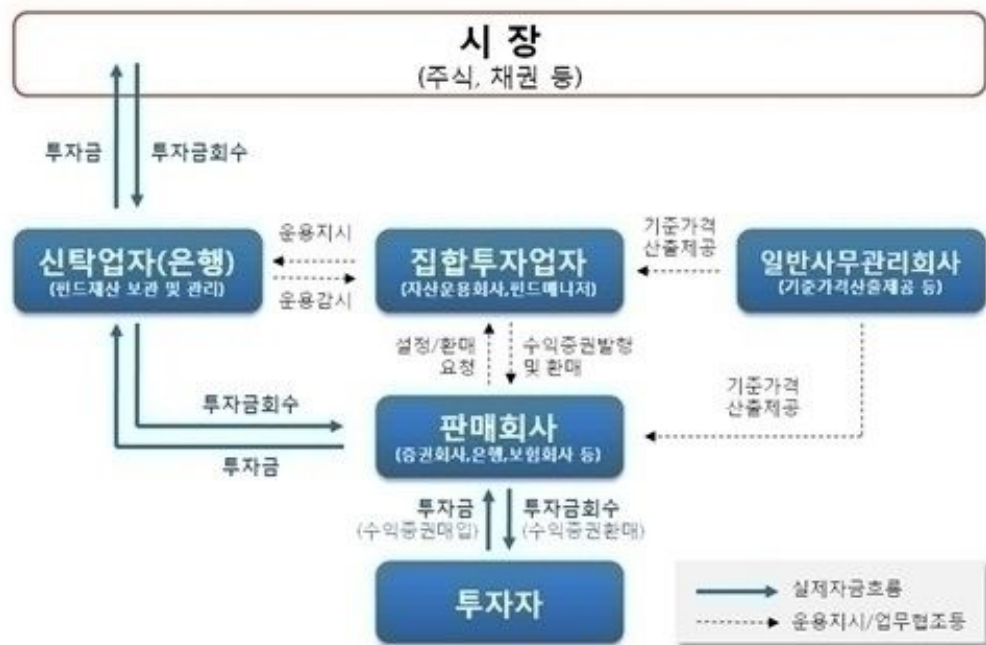 시 장
(주식, 채권 등)
투자금
투자금회수
신탁업자(은행)
(펀드재산 보관 및 관리)
운용지시
운용감시
집합투자업자
(자산운용회사,펀드매니저)
기준가격
산출제공
일반사무관리회사
(기준가격산출제공 등)
설정/환매
요청
수익증권발행
및 환매
기준가격
산출제공
투자금회수
투자금
판매회사
(증권회사,은행,보험회사 등)
투자금
(수익증권매입)
투자금회수
(수익증권환매)
투자자
실제자금흐름
운용지시/업무협조등